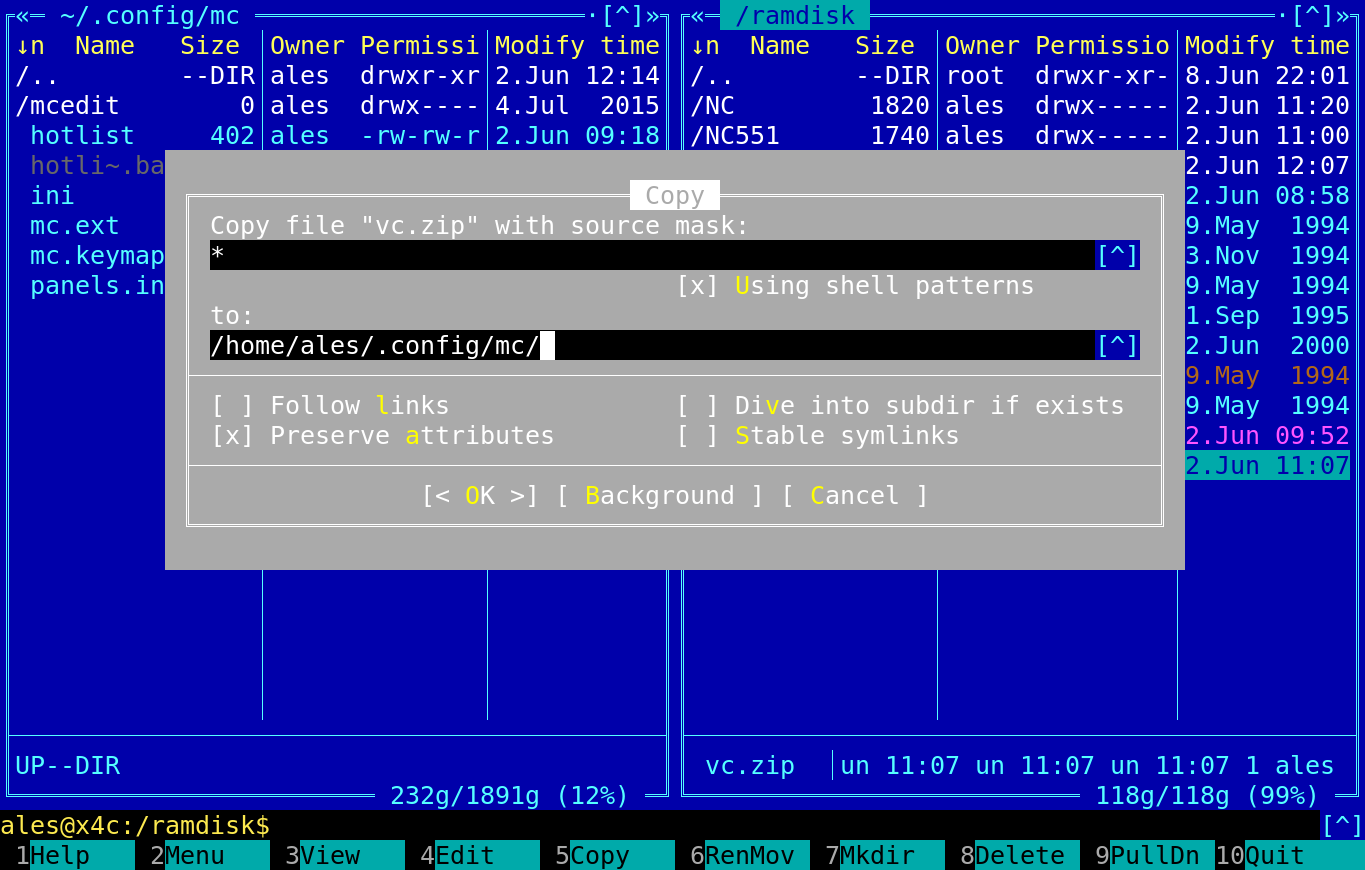 «═ ~/.config/mc ·[^]» «═ /ramdisk ·[^]»
↓n Name Size Owner Permissi Modify time ↓n Name Size Owner Permissio Modify time
/.. --DIR ales drwxr-xr 2.Jun 12:14 /.. --DIR root drwxr-xr- 8.Jun 22:01
/mcedit 0 ales drwx---- 4.Jul 2015 /NC 1820 ales drwx----- 2.Jun 11:20
hotlist 402 ales -rw-rw-r 2.Jun 09:18 /NC551 1740 ales drwx----- 2.Jun 11:00
hotli~.ba 2.Jun 12:07
ini Copy 2.Jun 08:58
mc.ext Copy file "vc.zip" with source mask: 9.May 1994
mc.keymap * [^] 3.Nov 1994
panels.in [x] Using shell patterns 9.May 1994
to: 1.Sep 1995
/home/ales/.config/mc/ [^] 2.Jun 2000
9.May 1994
[ ] Follow links [ ] Dive into subdir if exists 9.May 1994
[x] Preserve attributes [ ] Stable symlinks 2.Jun 09:52
2.Jun 11:07
[< OK >] [ Background ] [ Cancel ]
UP--DIR vc.zip un 11:07 un 11:07 un 11:07 1 ales
232g/1891g (12%) 118g/118g (99%)
ales@x4c:/ramdisk$ [^]
1Help 2Menu 3View 4Edit 5Copy 6RenMov 7Mkdir 8Delete 9PullDn 10Quit